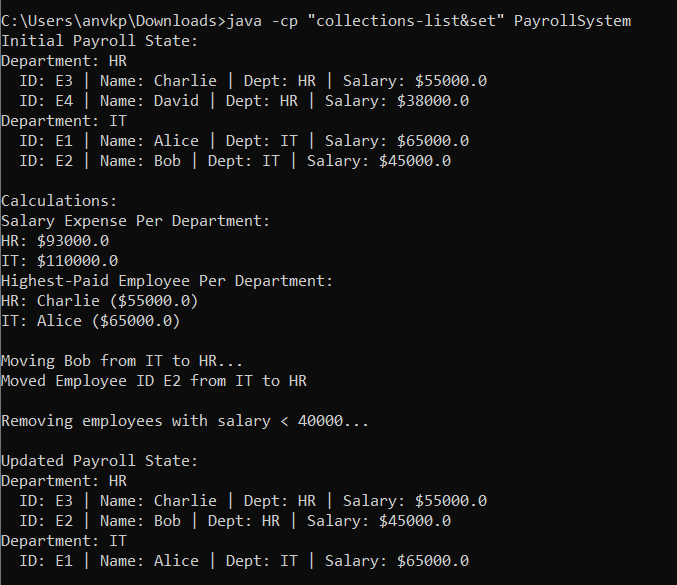 C:\Users\anvkp\Downloads>java -cp "collections-list&set" PayrollSystem
Initial Payroll State:
Department: HR
  ID: E3 | Name: Charlie | Dept: HR | Salary: $55000.0
  ID: E4 | Name: David | Dept: HR | Salary: $38000.0
Department: IT
  ID: E1 | Name: Alice | Dept: IT | Salary: $65000.0
  ID: E2 | Name: Bob | Dept: IT | Salary: $45000.0

Calculations:
Salary Expense Per Department:
HR: $93000.0
IT: $110000.0
Highest-Paid Employee Per Department:
HR: Charlie ($55000.0)
IT: Alice ($65000.0)

Moving Bob from IT to HR...
Moved Employee ID E2 from IT to HR

Removing employees with salary < 40000...

Updated Payroll State:
Department: HR
  ID: E3 | Name: Charlie | Dept: HR | Salary: $55000.0
  ID: E2 | Name: Bob | Dept: HR | Salary: $45000.0
Department: IT
  ID: E1 | Name: Alice | Dept: IT | Salary: $65000.0